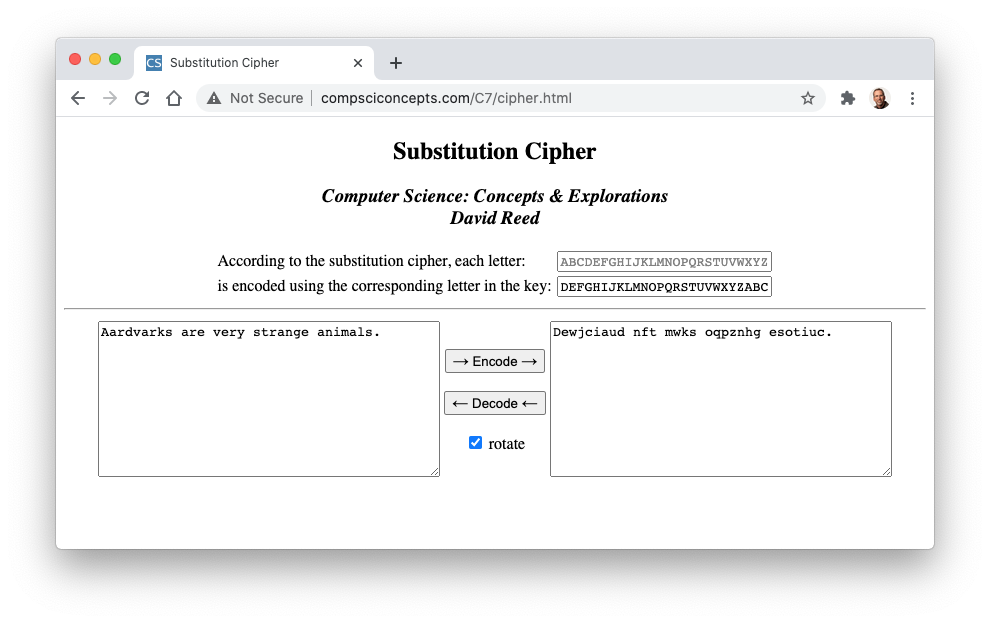 CS Substitution Cipher
Not Secure | compsciconcepts.com/C7/cipher.html
Substitution Cipher
Computer Science: Concepts & Explorations
David Reed
According to the substitution cipher, each letter: ABCDEFGHIJKLMNOPQRSTUVWXYZ
is encoded using the corresponding letter in the key: DEFGHIJKLMNOPQRSTUVWXYZABC
Aardvarks are very strange animals. Dewjciaud nft mwks oqpznhg esotiuc.
→ Encode →
← Decode ←
rotate